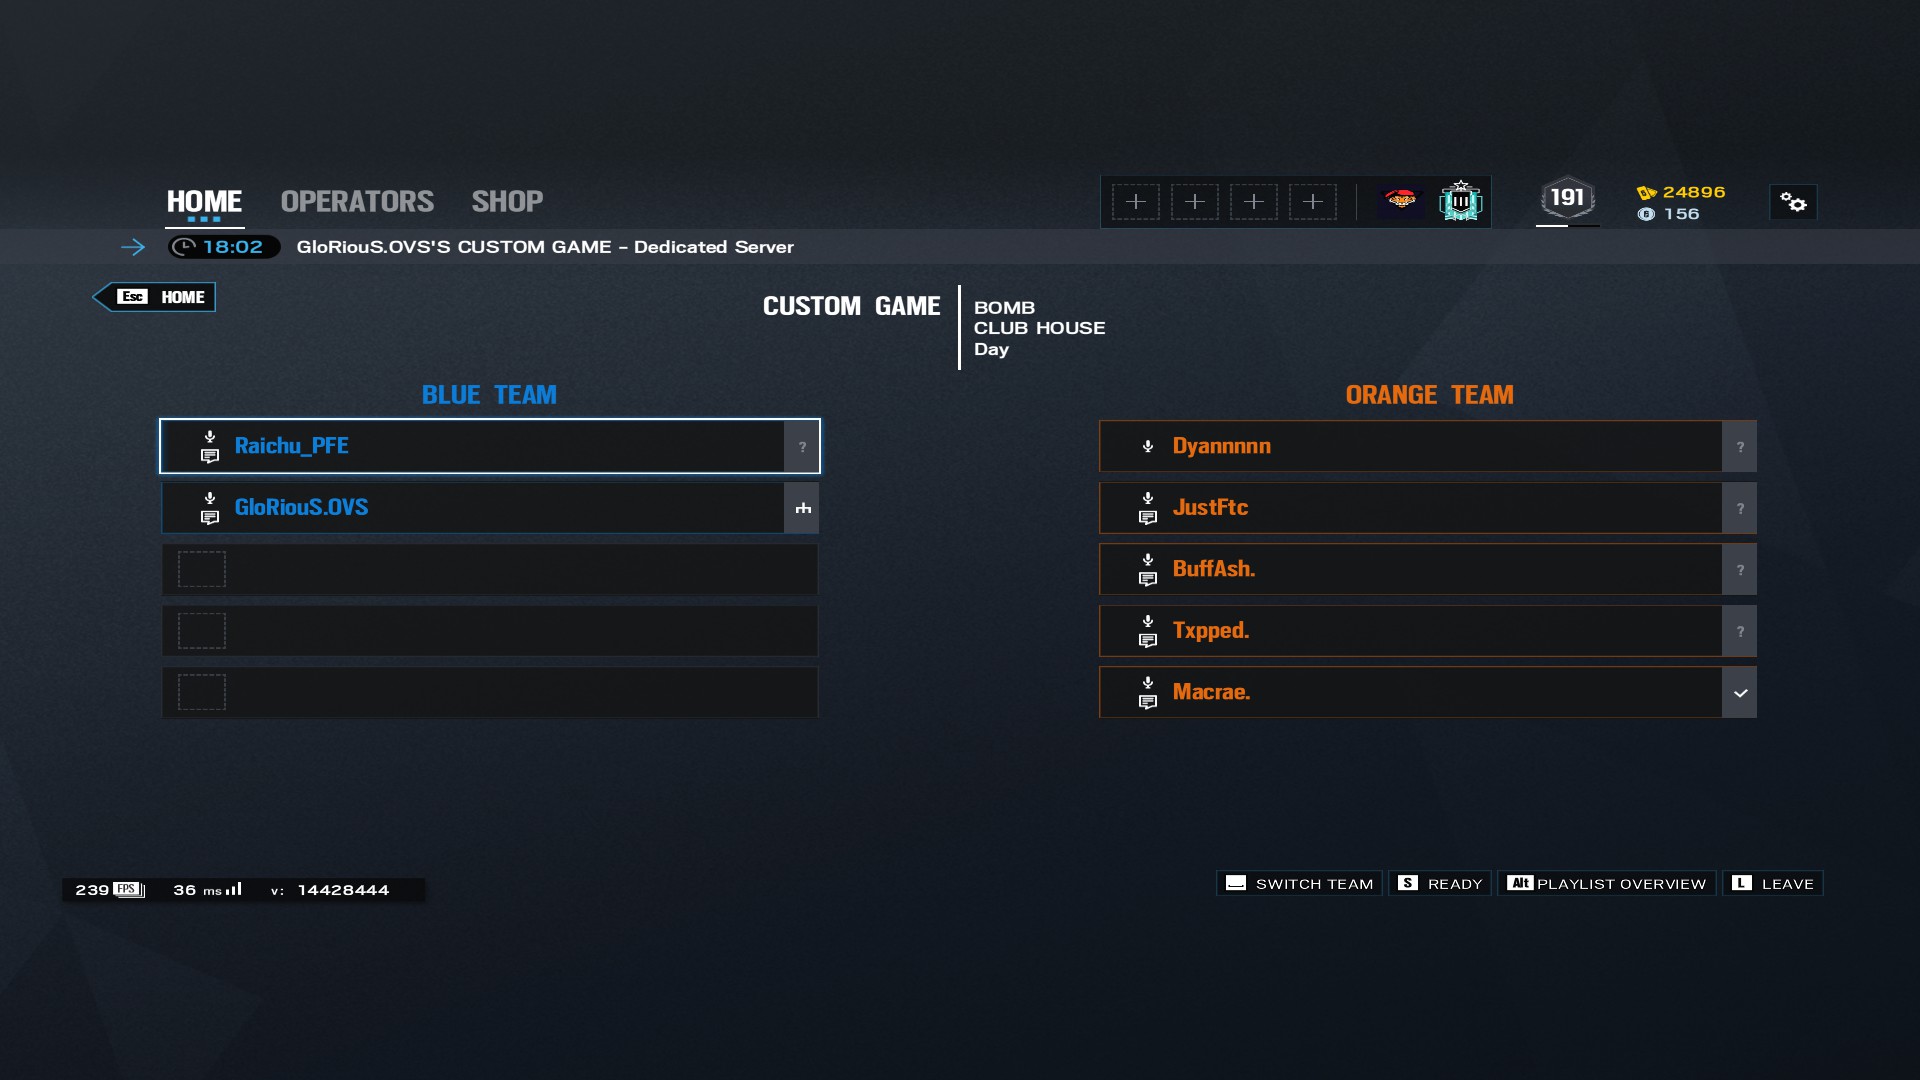 HOME OPERATORS SHOP
191
24896
156
18:02 GloRiouS.OVS'S CUSTOM GAME - Dedicated Server
Esc HOME
CUSTOM GAME
BOMB
CLUB HOUSE
Day
BLUE TEAM
Raichu_PFE ?
GloRiouS.OVS
ORANGE TEAM
Dyannnnn ?
JustFtc ?
BuffAsh. ?
Txpped. ?
Macrae.
239 FPS 36 ms v: 14428444
SWITCH TEAM S READY Alt PLAYLIST OVERVIEW L LEAVE